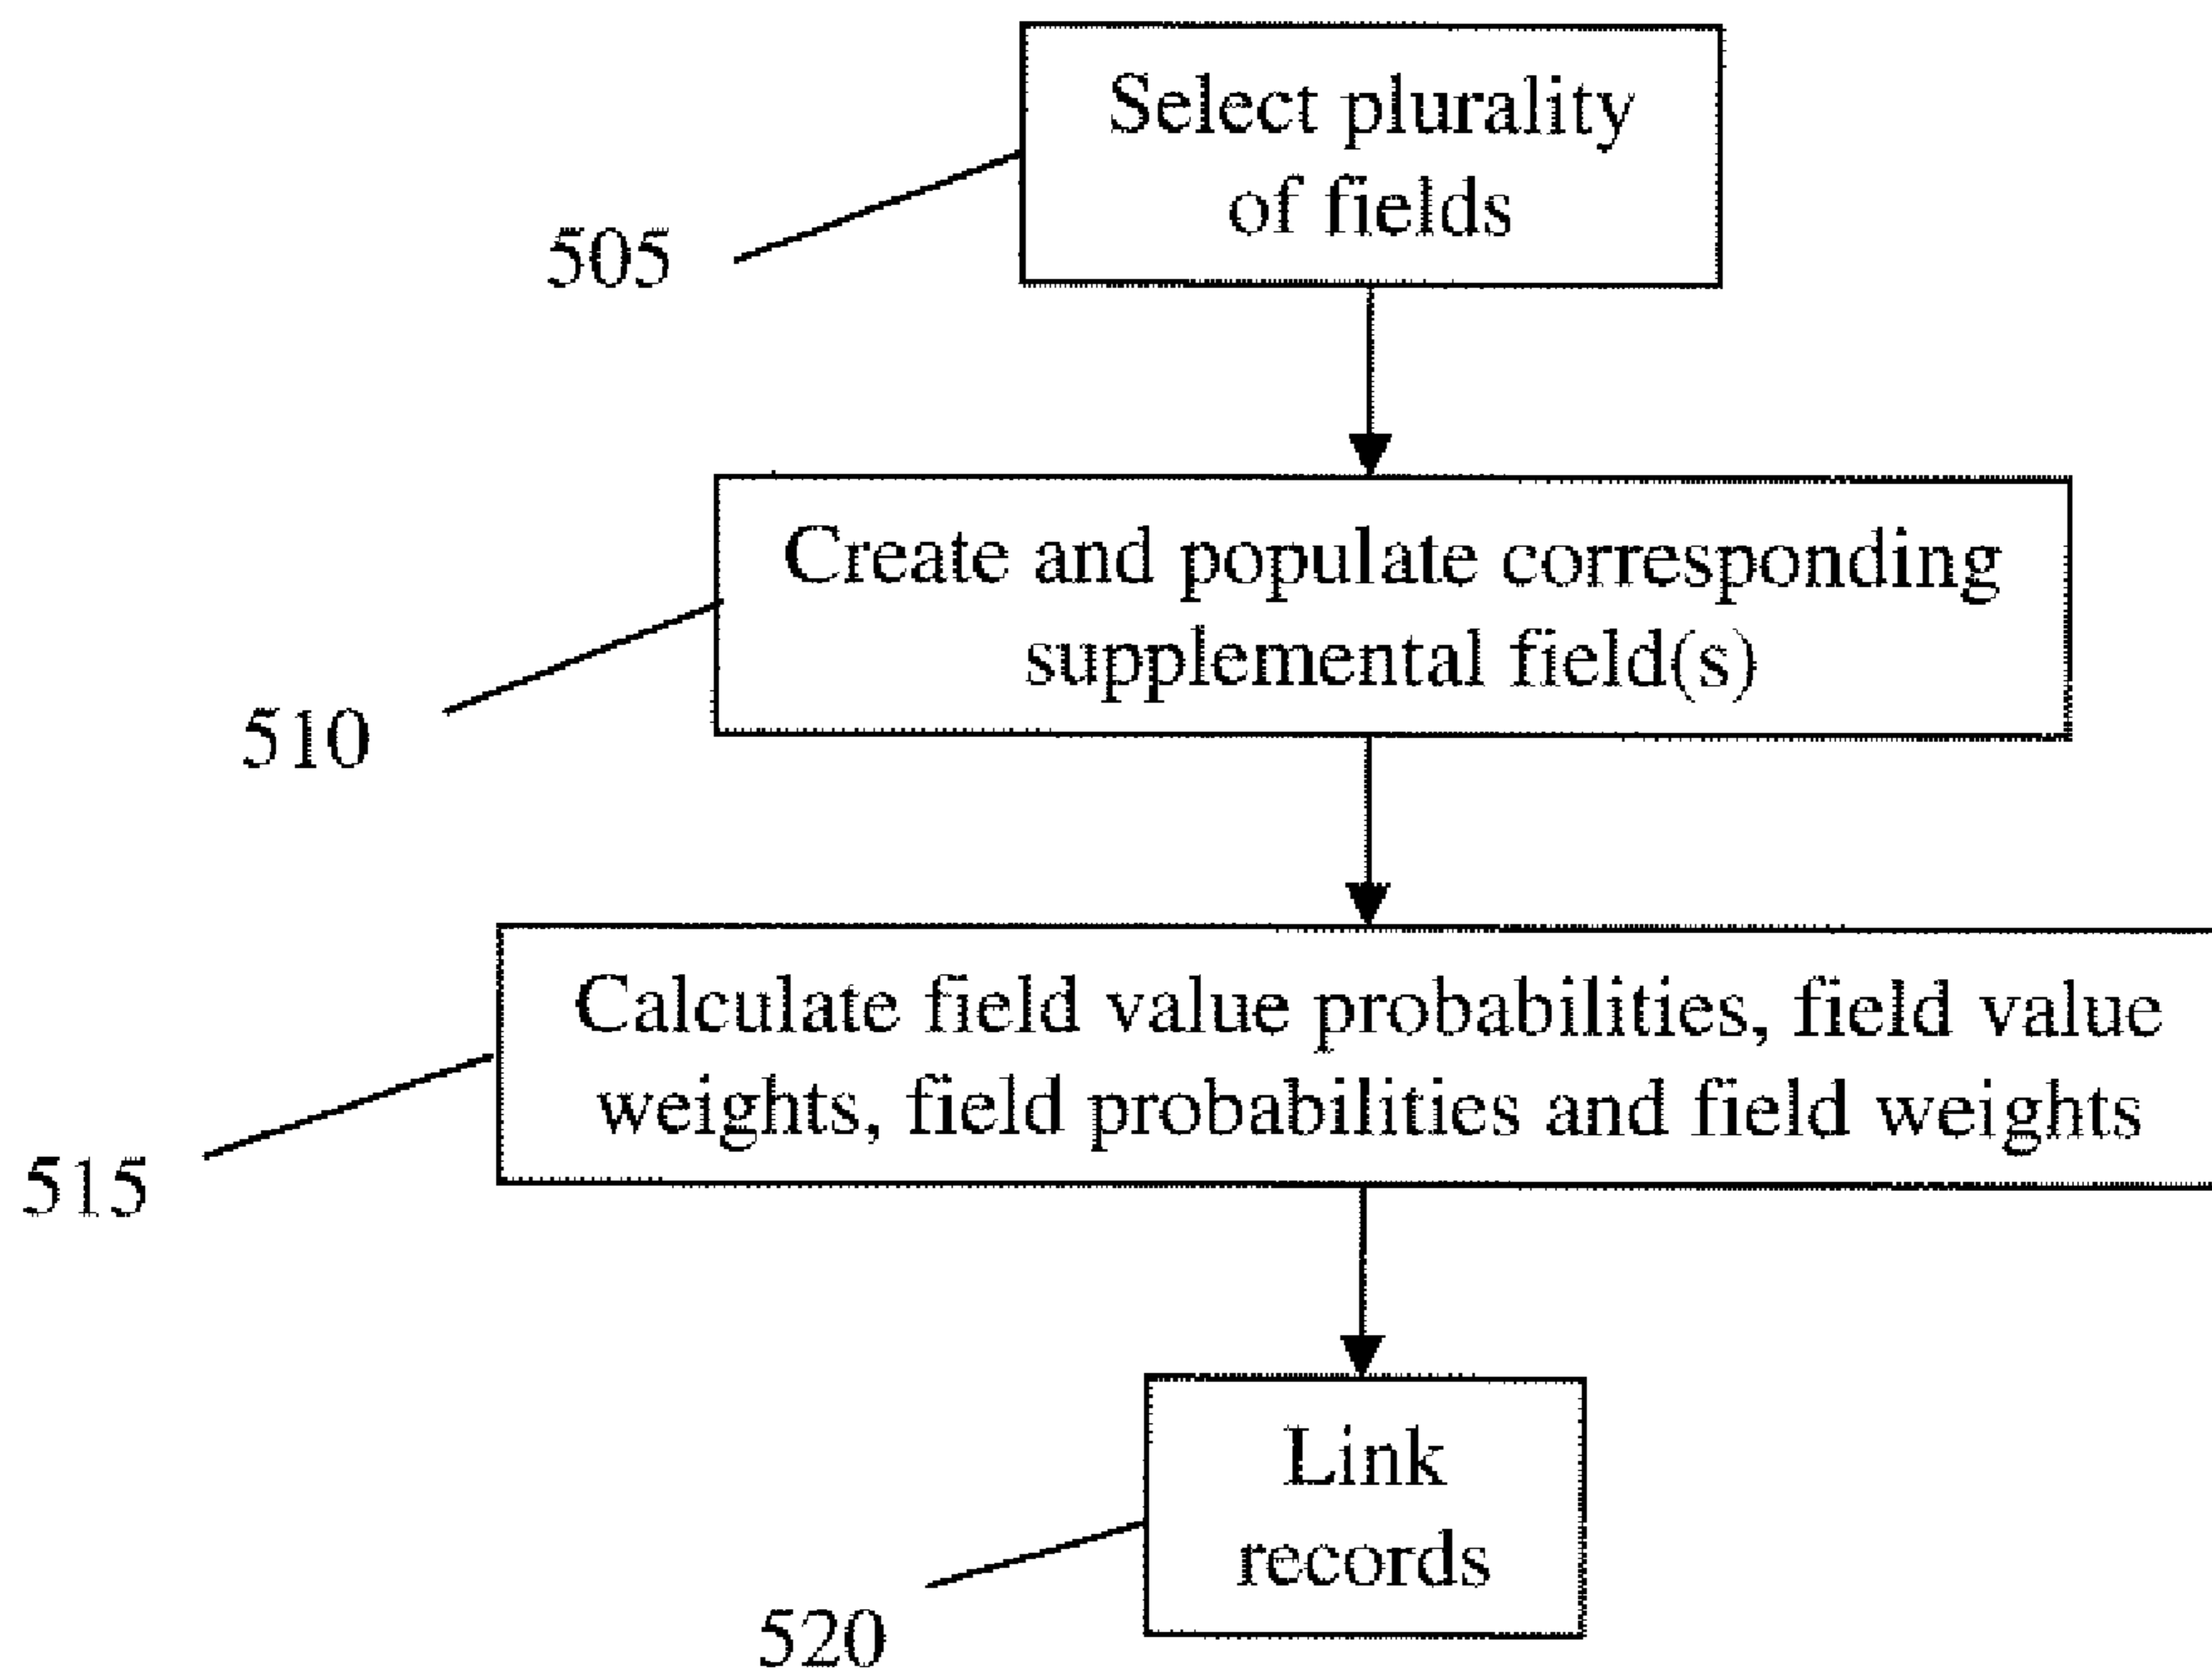 Select plurality
of fields
505
Create and populate corresponding
supplemental field(s)
510
Calculate field value probabilities, field value
weights, field probabilities and field weights
515
Link
records
520